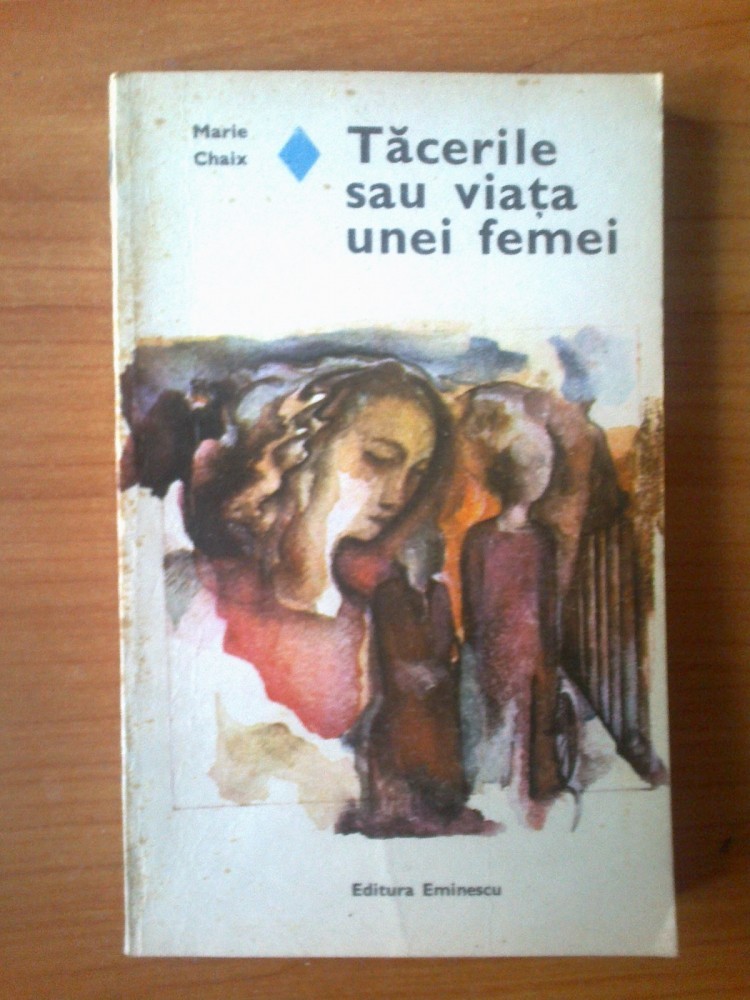 Marie
Chaix
Tăcerile
sau viața
unei femei
Editura Eminescu